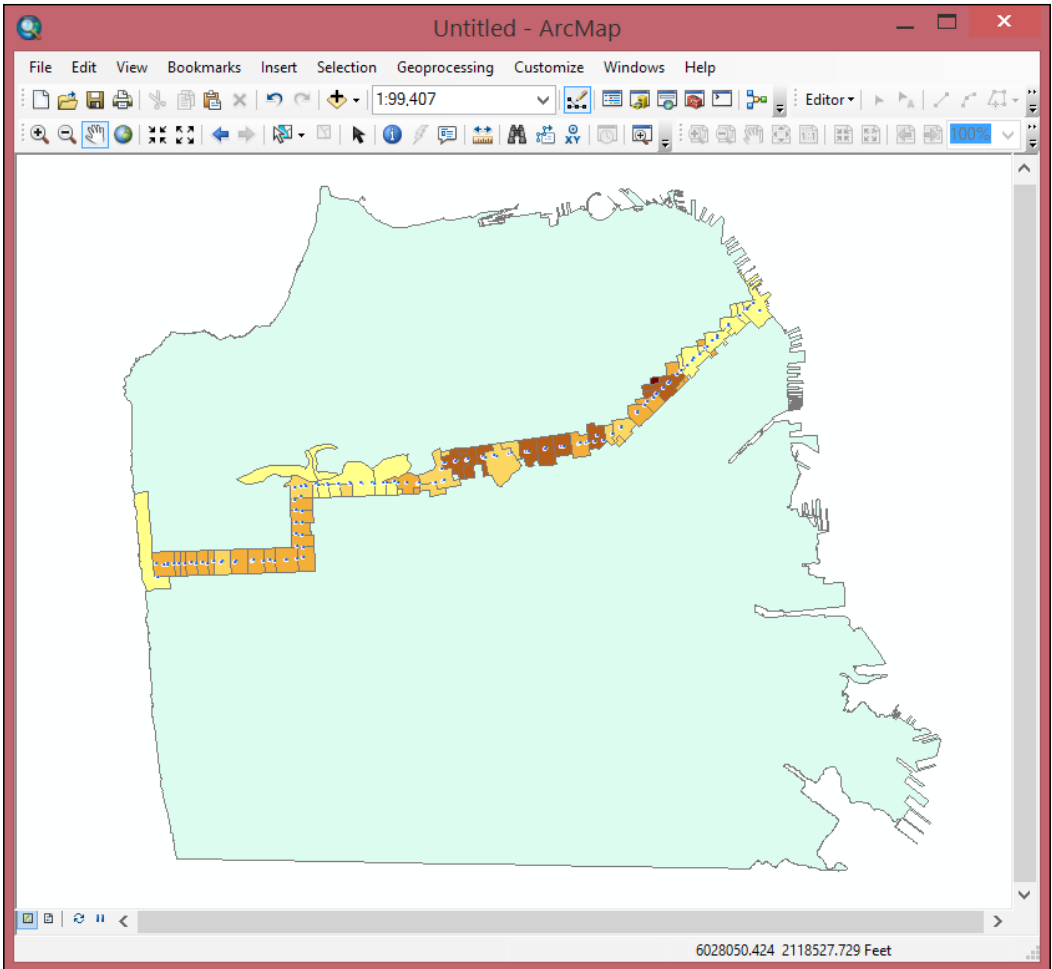 Untitled - ArcMap
File Edit View Bookmarks Insert Selection Geoprocessing Customize Windows Help
1:99,407 Editor
100%
6028050.424 2118527.729 Feet